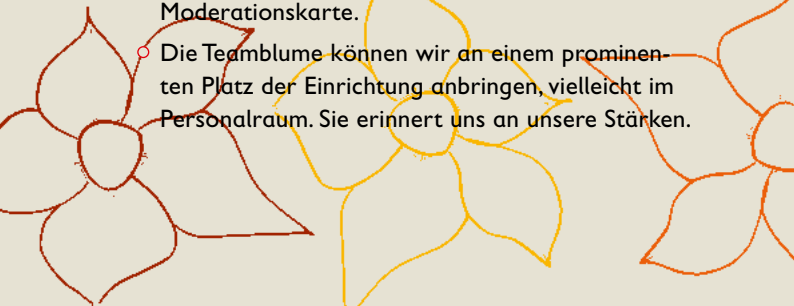 Moderationskarte.
Die Teamblume können wir an einem prominen-
ten Platz der Einrichtung anbringen, vielleicht im
Personalraum. Sie erinnert uns an unsere Stärken.